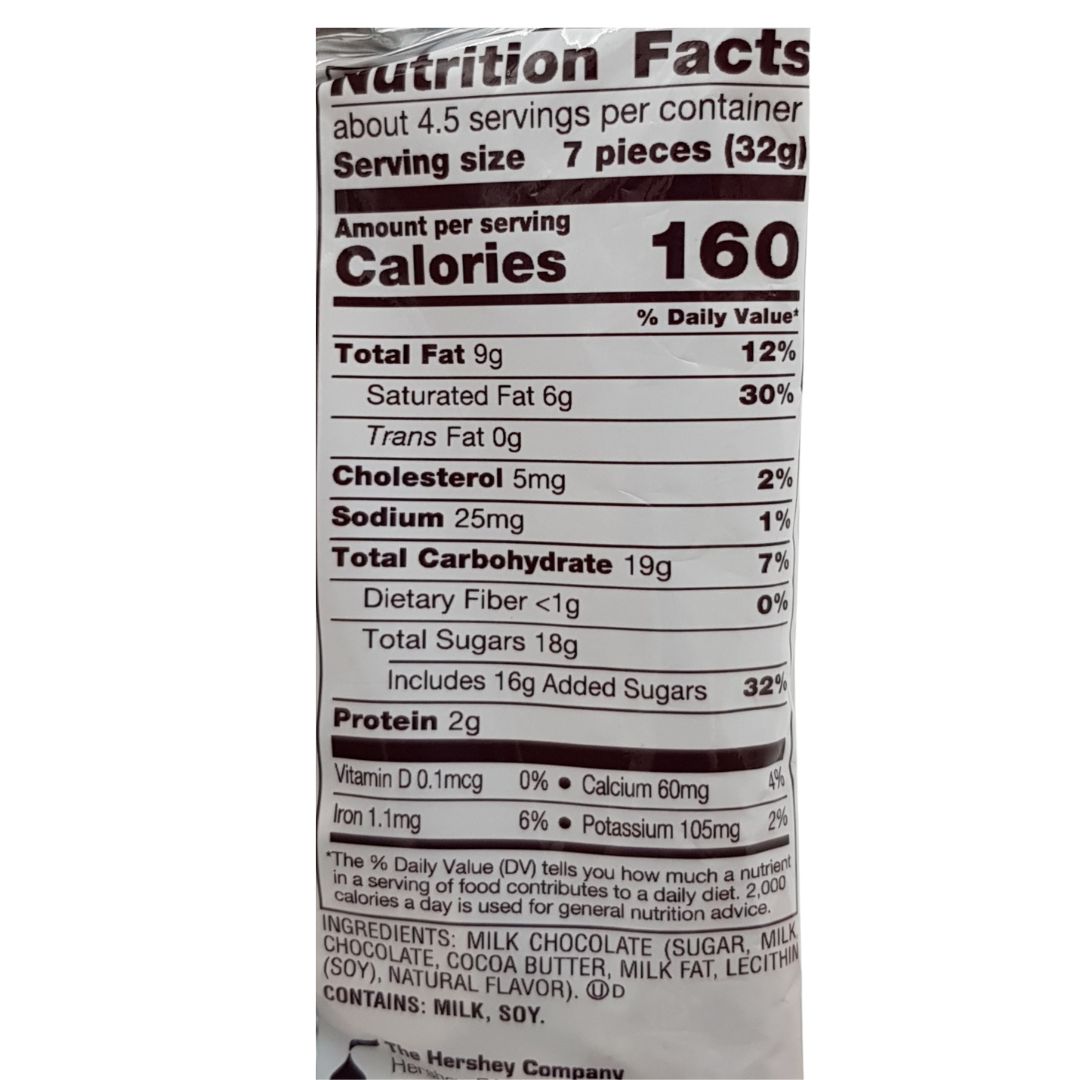 Nutrition Facts
about 4.5 servings per container
Serving size 7 pieces (32g)
Amount per serving
Calories 160
% Daily Value*
Total Fat 9g 12%
Saturated Fat 6g 30%
Trans Fat 0g
Cholesterol 5mg 2%
Sodium 25mg 1%
Total Carbohydrate 19g 7%
Dietary Fiber <1g 0%
Total Sugars 18g
Includes 16g Added Sugars 32%
Protein 2g
Vitamin D 0.1mcg 0% • Calcium 60mg 4%
Iron 1.1mg 6% • Potassium 105mg 2%
*The % Daily Value (DV) tells you how much a nutrient
in a serving of food contributes to a daily diet. 2,000
calories a day is used for general nutrition advice.
INGREDIENTS: MILK CHOCOLATE (SUGAR, MILK,
CHOCOLATE, COCOA BUTTER, MILK FAT, LECITHIN
(SOY), NATURAL FLAVOR). ⓊD
CONTAINS: MILK, SOY.
The Hershey Company